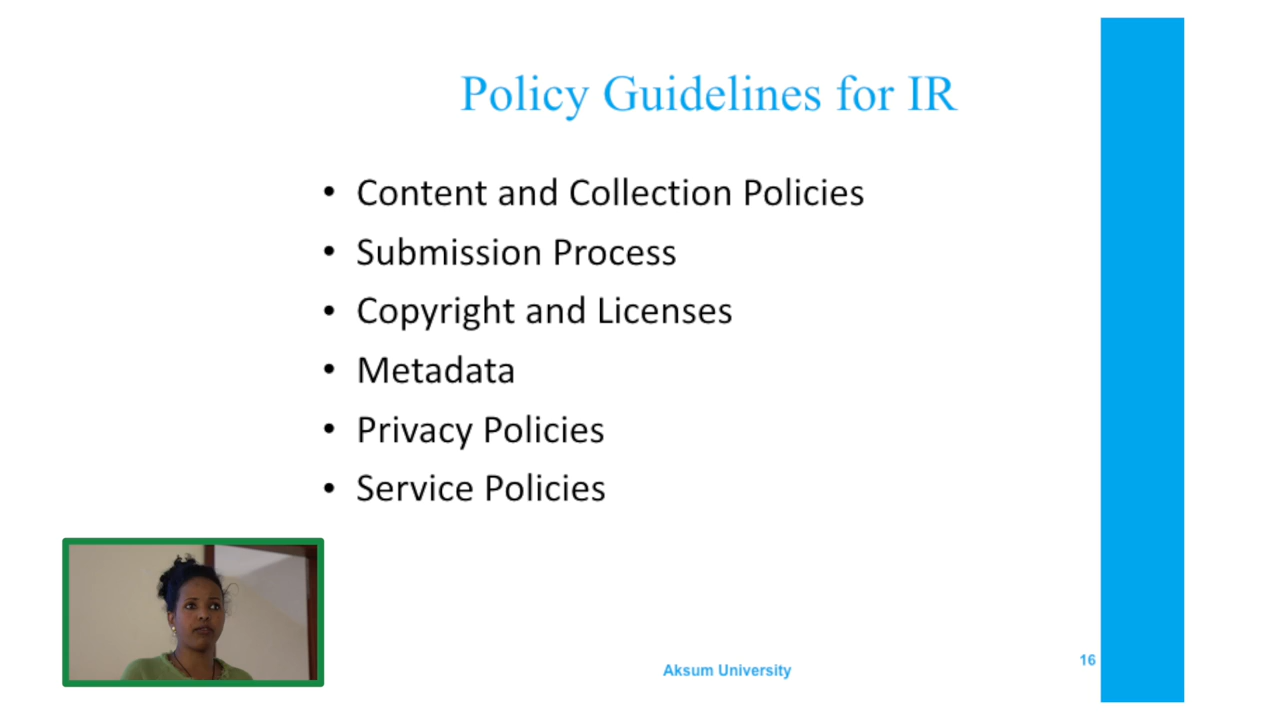 Policy Guidelines for IR
• Content and Collection Policies
• Submission Process
• Copyright and Licenses
• Metadata
• Privacy Policies
• Service Policies
Aksum University
16